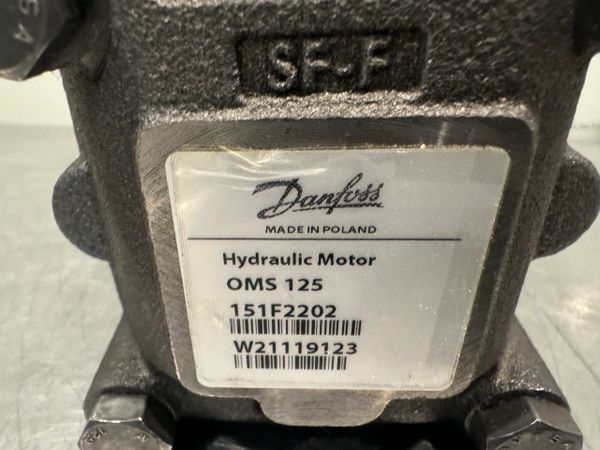 SF-F
Danfoss
MADE IN POLAND
Hydraulic Motor
OMS 125
151F2202
W21119123